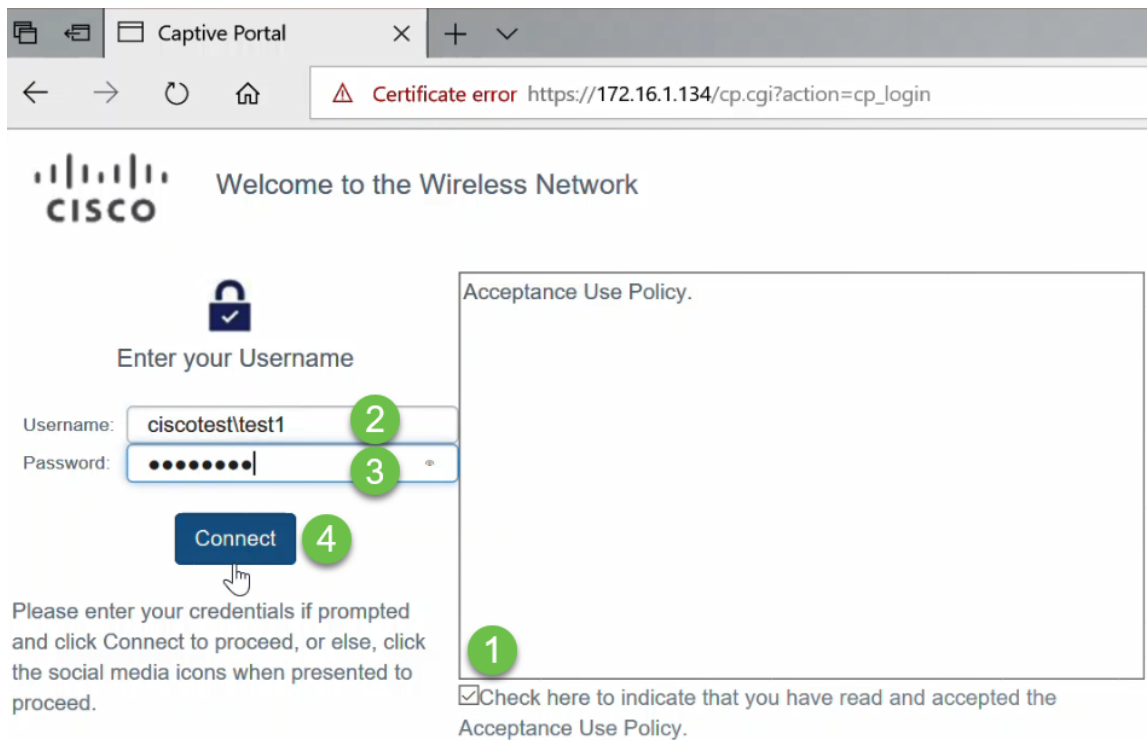 Captive Portal
Certificate error https://172.16.1.134/cp.cgi?action=cp_login
CISCO
Welcome to the Wireless Network
Enter your Username
Username: ciscotest\test1 2
Password: ●●●●●●●● 3
Connect 4
Please enter your credentials if prompted
and click Connect to proceed, or else, click
the social media icons when presented to
proceed.
Acceptance Use Policy.
1
Check here to indicate that you have read and accepted the
Acceptance Use Policy.